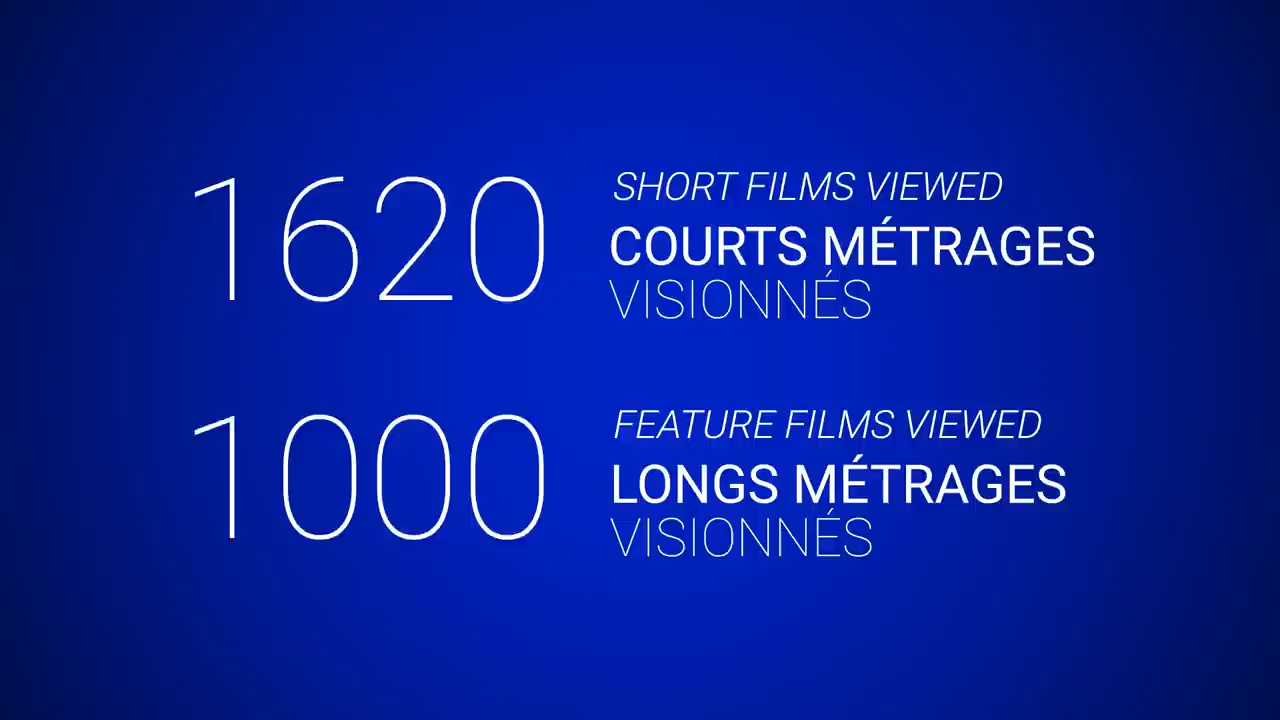 1620
SHORT FILMS VIEWED
COURTS MÉTRAGES
VISIONNÉS
1000
FEATURE FILMS VIEWED
LONGS MÉTRAGES
VISIONNÉS